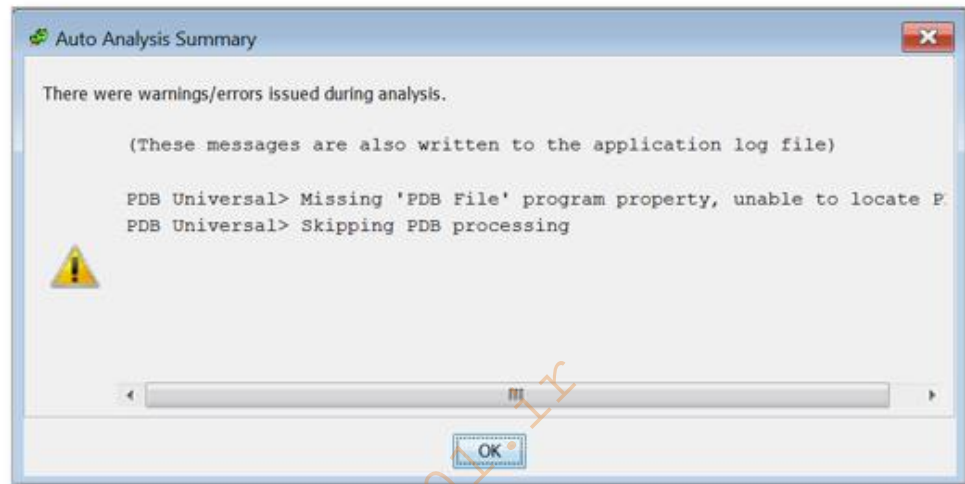 Auto Analysis Summary
There were warnings/errors issued during analysis.
(These messages are also written to the application log file)
PDB Universal> Missing 'PDB File' program property, unable to locate P
PDB Universal> Skipping PDB processing
OK